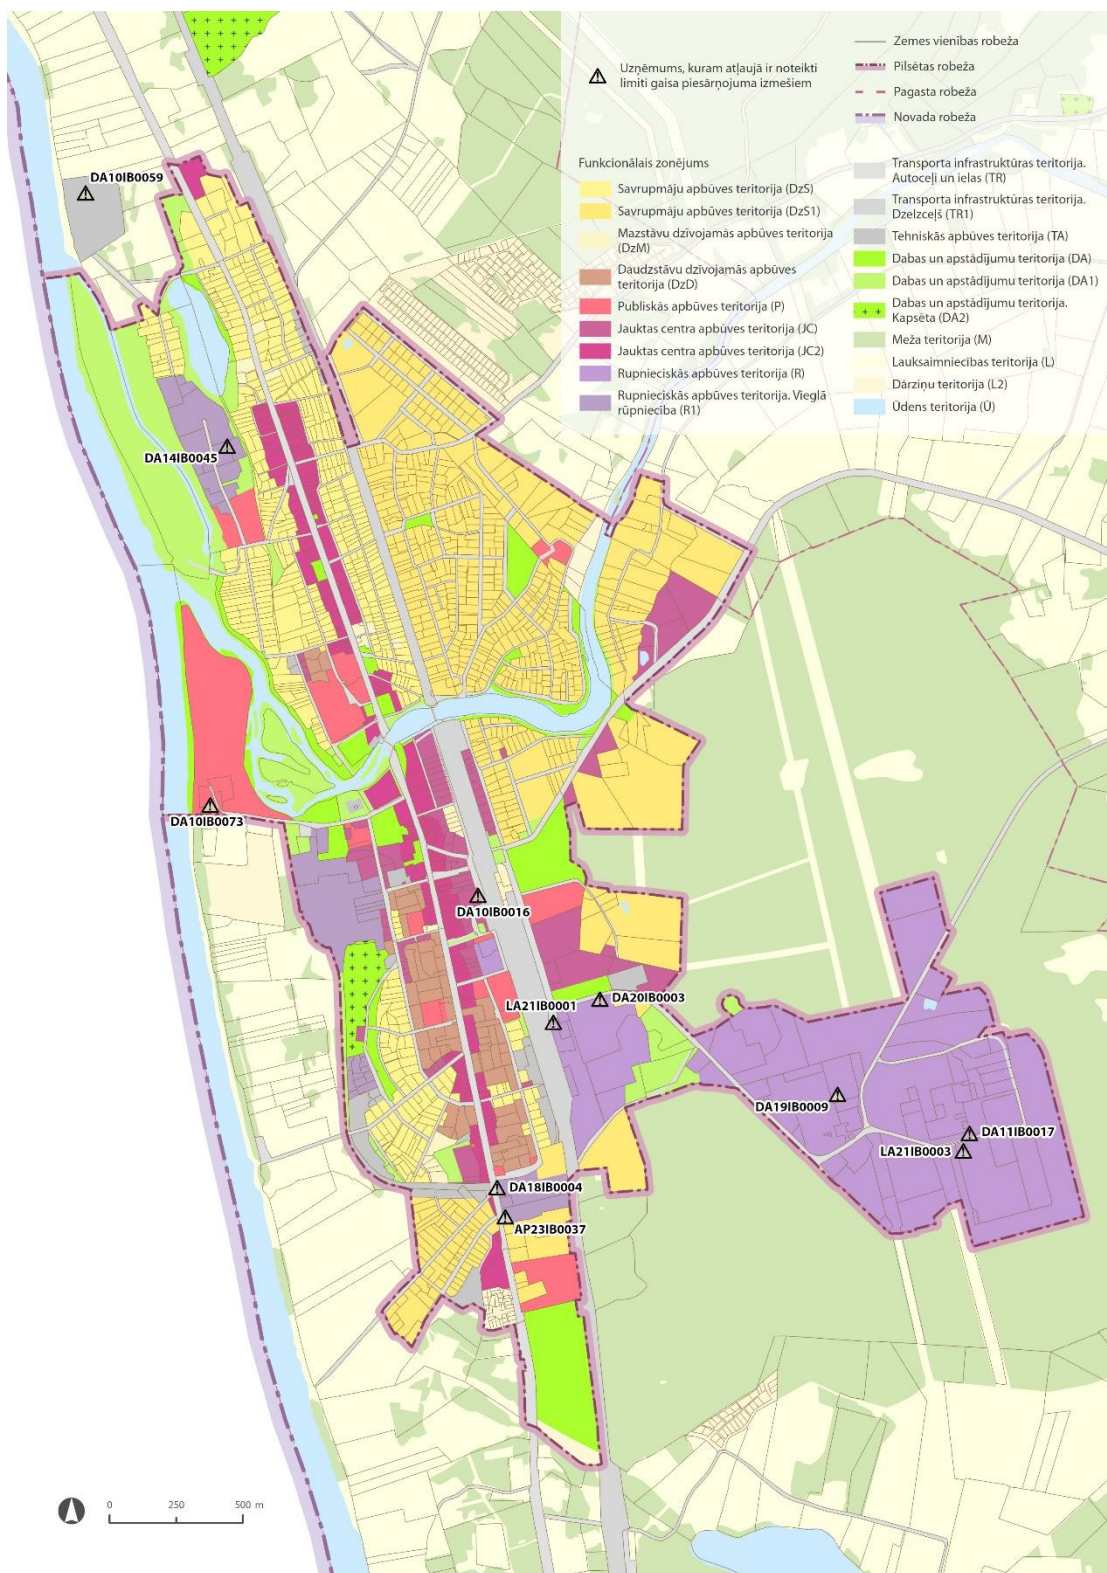 Uzņēmums, kuram atļaujā ir noteikti
limiti gaisa piesārņojuma izmešiem
Zemes vienības robeža
Pilsētas robeža
Pagasta robeža
Novada robeža
Funkcionālais zonējums
Savrupmāju apbūves teritorija (DzS)
Savrupmāju apbūves teritorija (DzS1)
Mazstāvu dzīvojamās apbūves teritorija
(DzM)
Daudzstāvu dzīvojamās apbūves
teritorija (DzD)
Publiskās apbūves teritorija (P)
Jauktas centra apbūves teritorija (JC)
Jauktas centra apbūves teritorija (JC2)
Rupnieciskās apbūves teritorija (R)
Rupnieciskās apbūves teritorija. Vieglā
rūpniecība (R1)
Transporta infrastruktūras teritorija.
Autoceļi un ielas (TR)
Transporta infrastruktūras teritorija.
Dzelzceļš (TR1)
Tehniskās apbūves teritorija (TA)
Dabas un apstādījumu teritorija (DA)
Dabas un apstādījumu teritorija (DA1)
Dabas un apstādījumu teritorija.
Kapsēta (DA2)
Meža teritorija (M)
Lauksaimniecības teritorija (L)
Dārziņu teritorija (L2)
Ūdens teritorija (Ū)
DA10IB0059
DA14IB0045
DA10IB0073
DA10IB0016
DA20IB0003
LA21IB0001
DA19IB0009
DA11IB0017
LA21IB0003
DA18IB0004
AP23IB0037
0 250 500 m